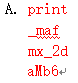 A. print
_maf
mx_2d
aMb6↵